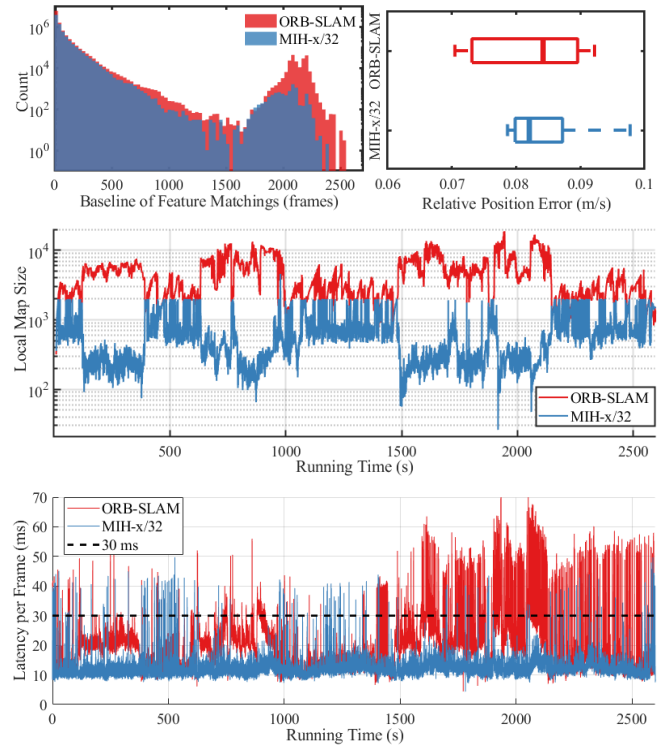 10^6
10^4
10^2
10^0
Count
ORB-SLAM
MIH-x/32
0 500 1000 1500 2000 2500
Baseline of Feature Matchings (frames)
ORB-SLAM
MIH-x/32
0.06 0.07 0.08 0.09 0.1
Relative Position Error (m/s)
10^4
10^3
10^2
Local Map Size
ORB-SLAM
MIH-x/32
500 1000 1500 2000 2500
Running Time (s)
70
60
50
40
30
20
10
0
Latency per Frame (ms)
ORB-SLAM
MIH-x/32
30 ms
0 500 1000 1500 2000 2500
Running Time (s)